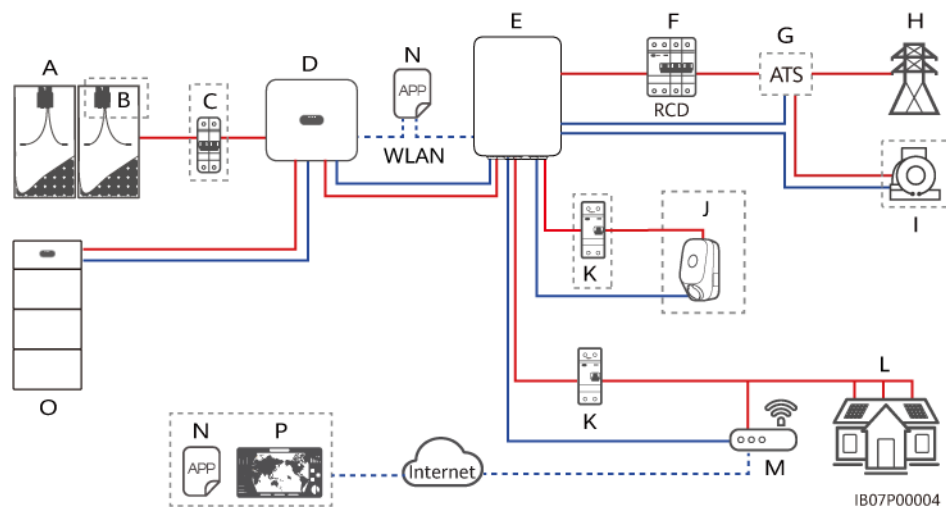 A
B
C
D
N
APP
WLAN
E
F
RCD
G
ATS
H
I
J
K
K
L
M
O
N
P
APP
Internet
IB07P00004